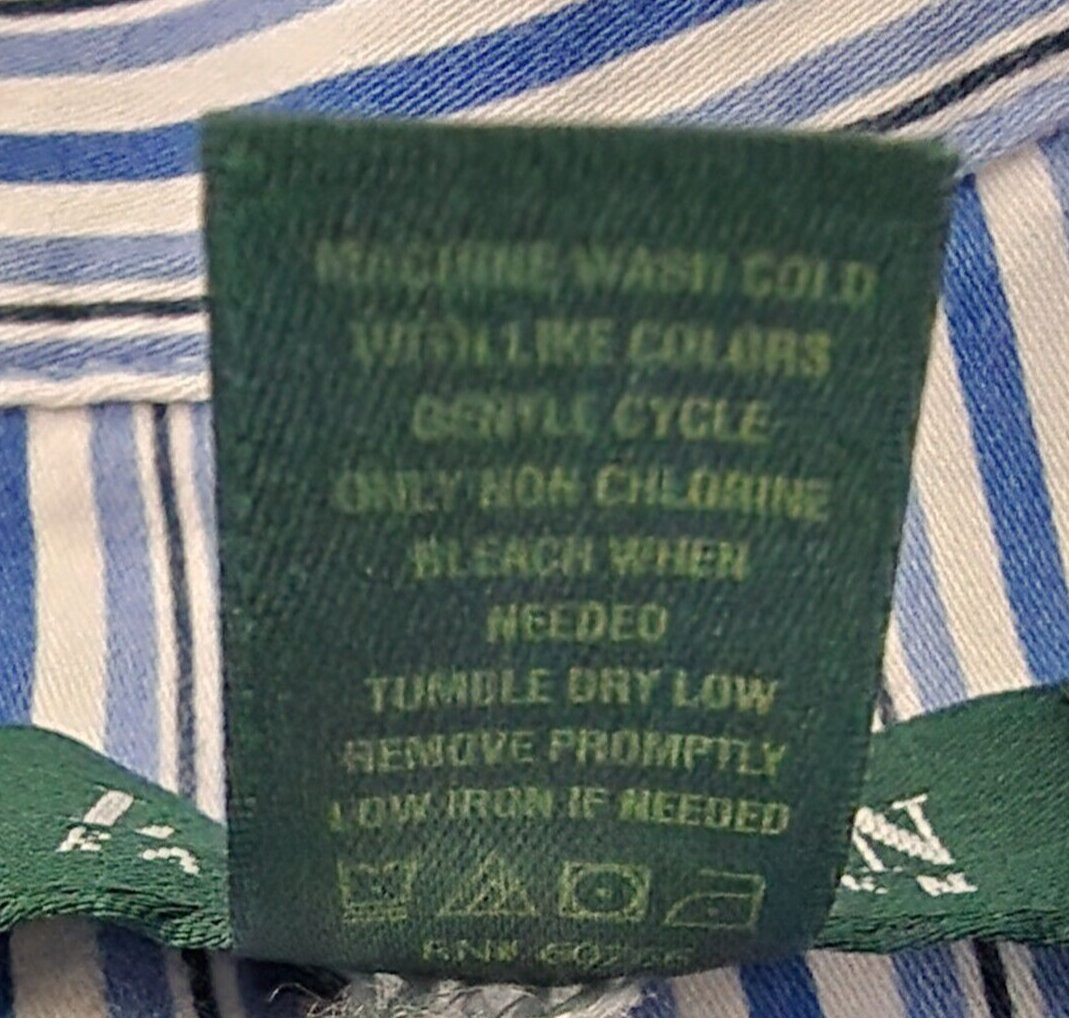 MACHINE WASH COLD
WITH LIKE COLORS
GENTLE CYCLE
ONLY NON CHLORINE
BLEACH WHEN
NEEDED
TUMBLE DRY LOW
REMOVE PROMPTLY
LOW IRON IF NEEDED